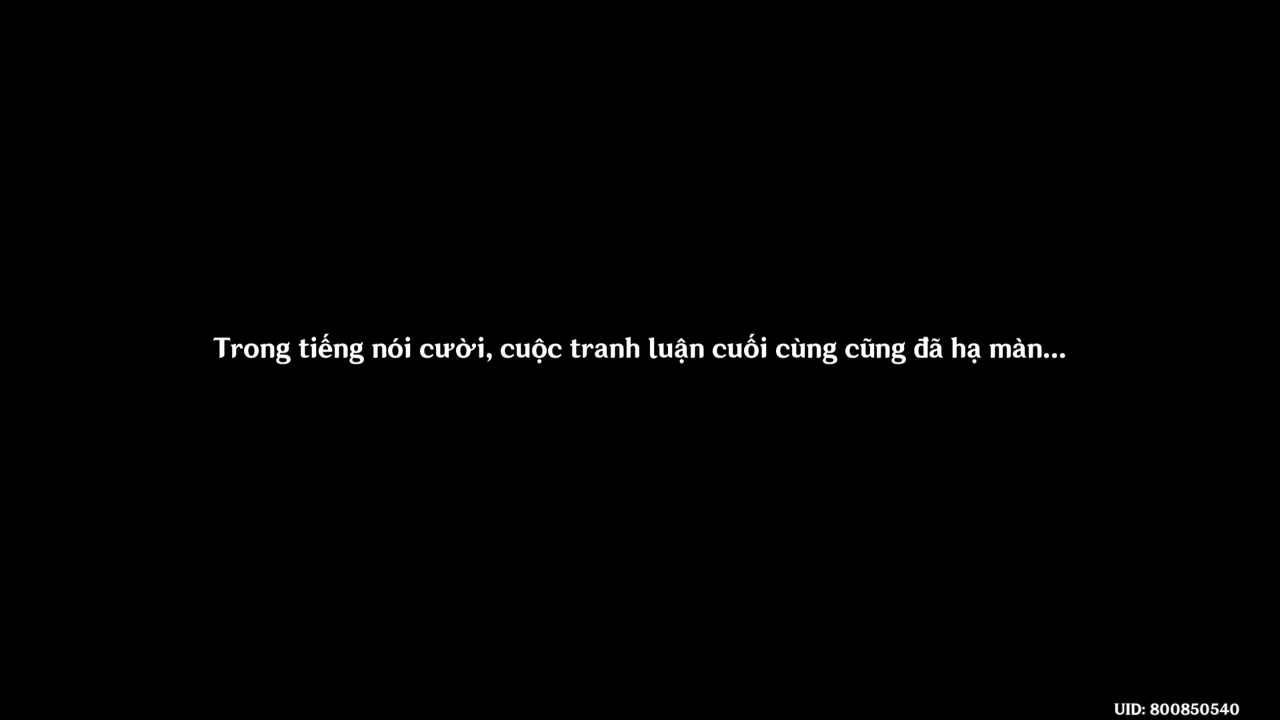 Trong tiếng nói cười, cuộc tranh luận cuối cùng cũng đã hạ màn...
UID: 800850540